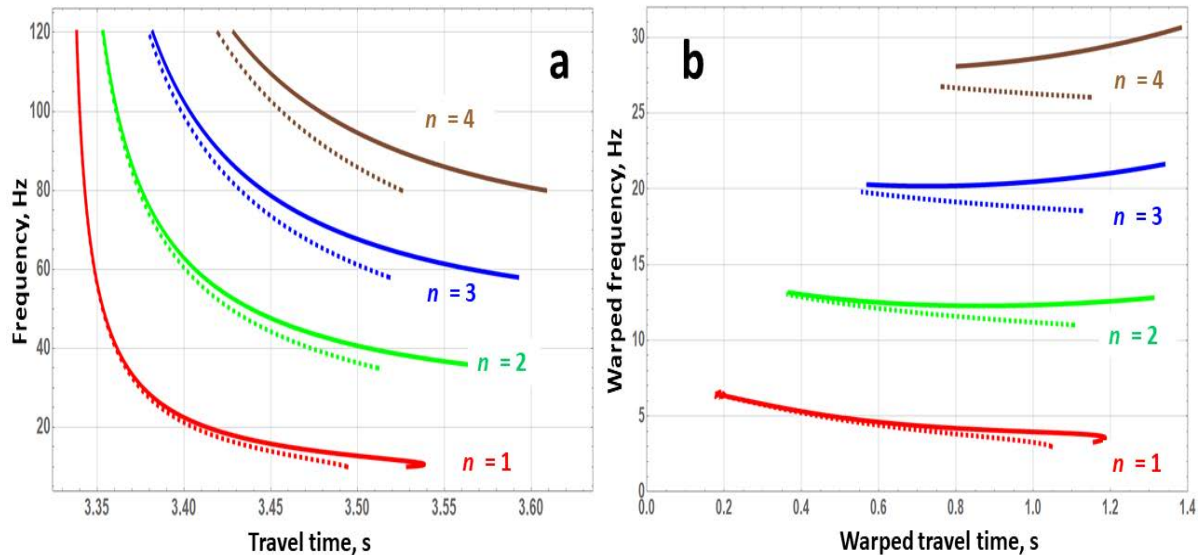 a
120
100
80
60
40
20
Frequency, Hz
n = 4
n = 3
n = 2
n = 1
3.35 3.40 3.45 3.50 3.55 3.60
Travel time, s
b
30
25
20
15
10
5
0
Warped frequency, Hz
n = 4
n = 3
n = 2
n = 1
0.0 0.2 0.4 0.6 0.8 1.0 1.2 1.4
Warped travel time, s